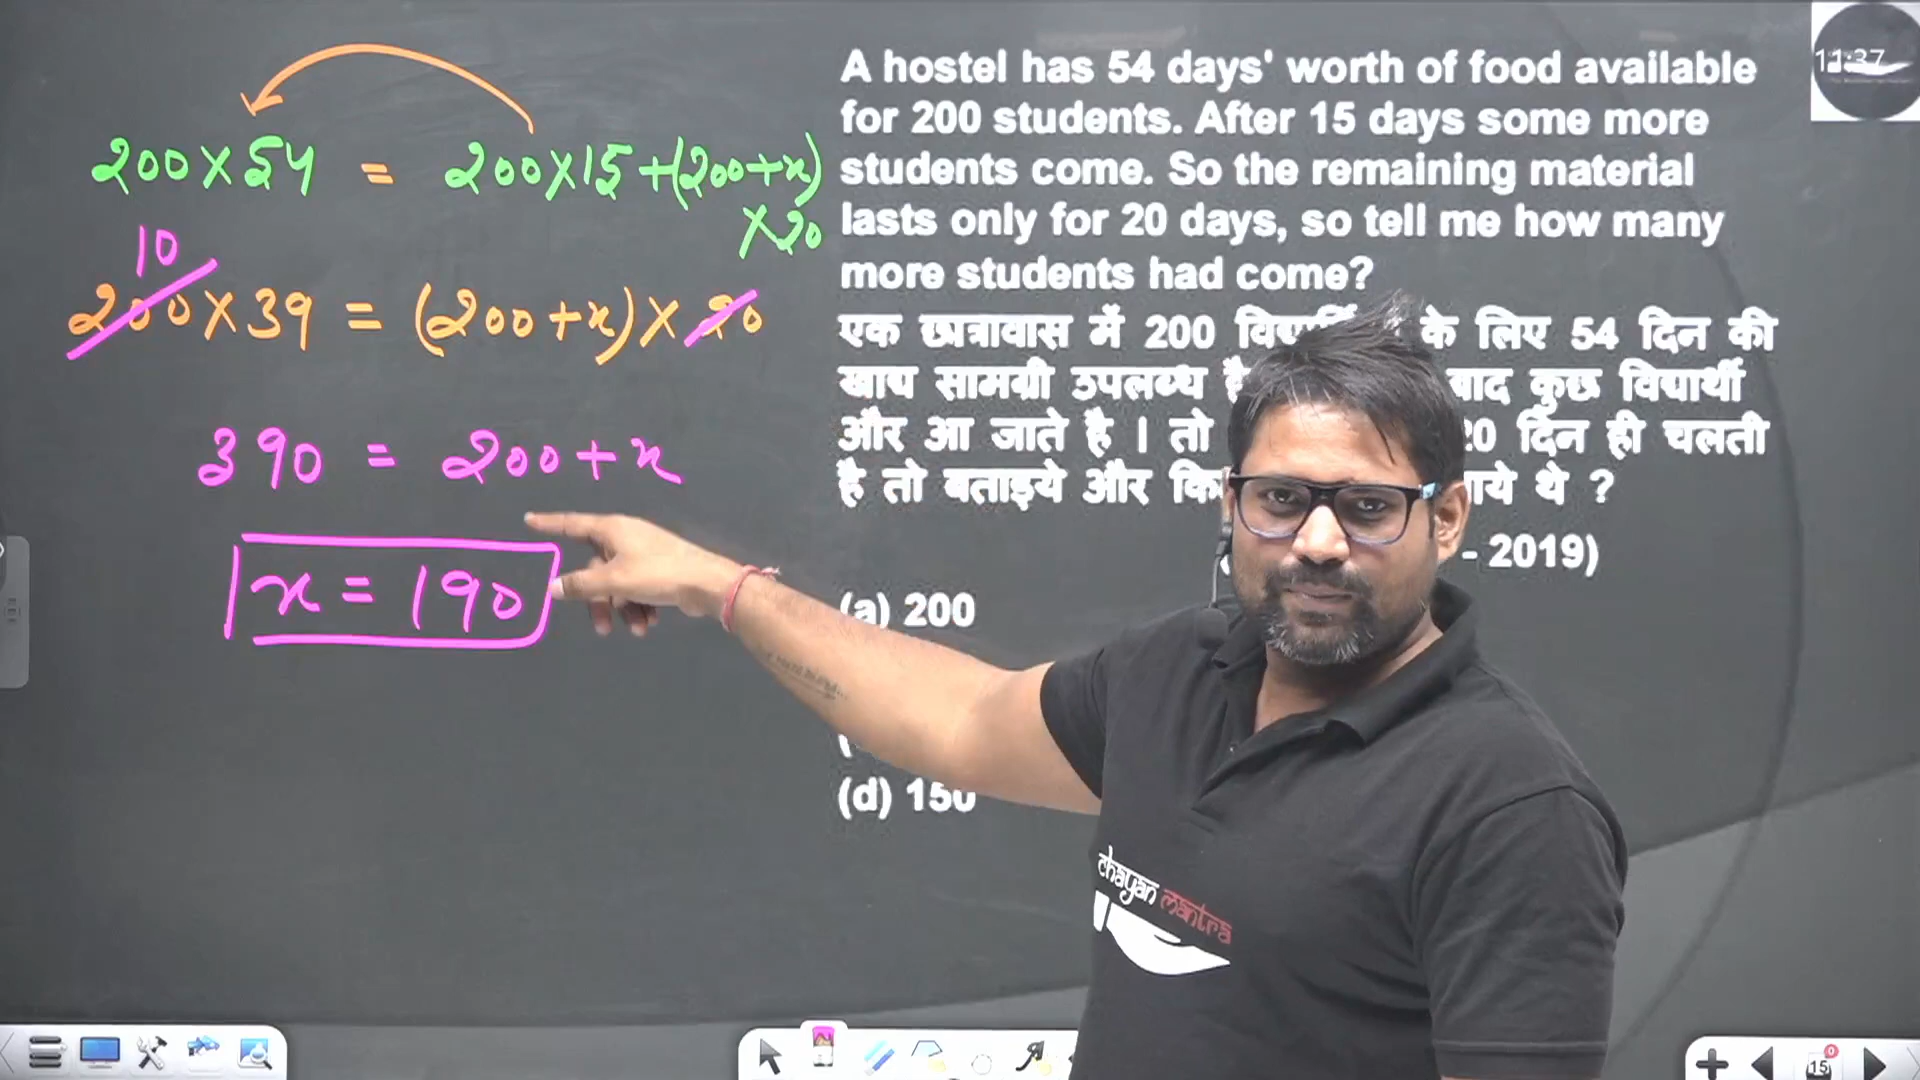 200×54 = 200×15+(200+x)
×20
10
200×39 = (200+x)×20
390 = 200+x
x = 190
A hostel has 54 days' worth of food available
for 200 students. After 15 days some more
students come. So the remaining material
lasts only for 20 days, so tell me how many
more students had come?
एक छात्रावास में 200 के लिए 54 दिन की
खाद्य सामग्री उपलब्ध बाद कुछ विद्यार्थी
और आ जाते है । तो 20 दिन ही चलती
है तो बताइये और थे ?
- 2019)
(a) 200
(d) 150
11:37
chayan mantra
15
0